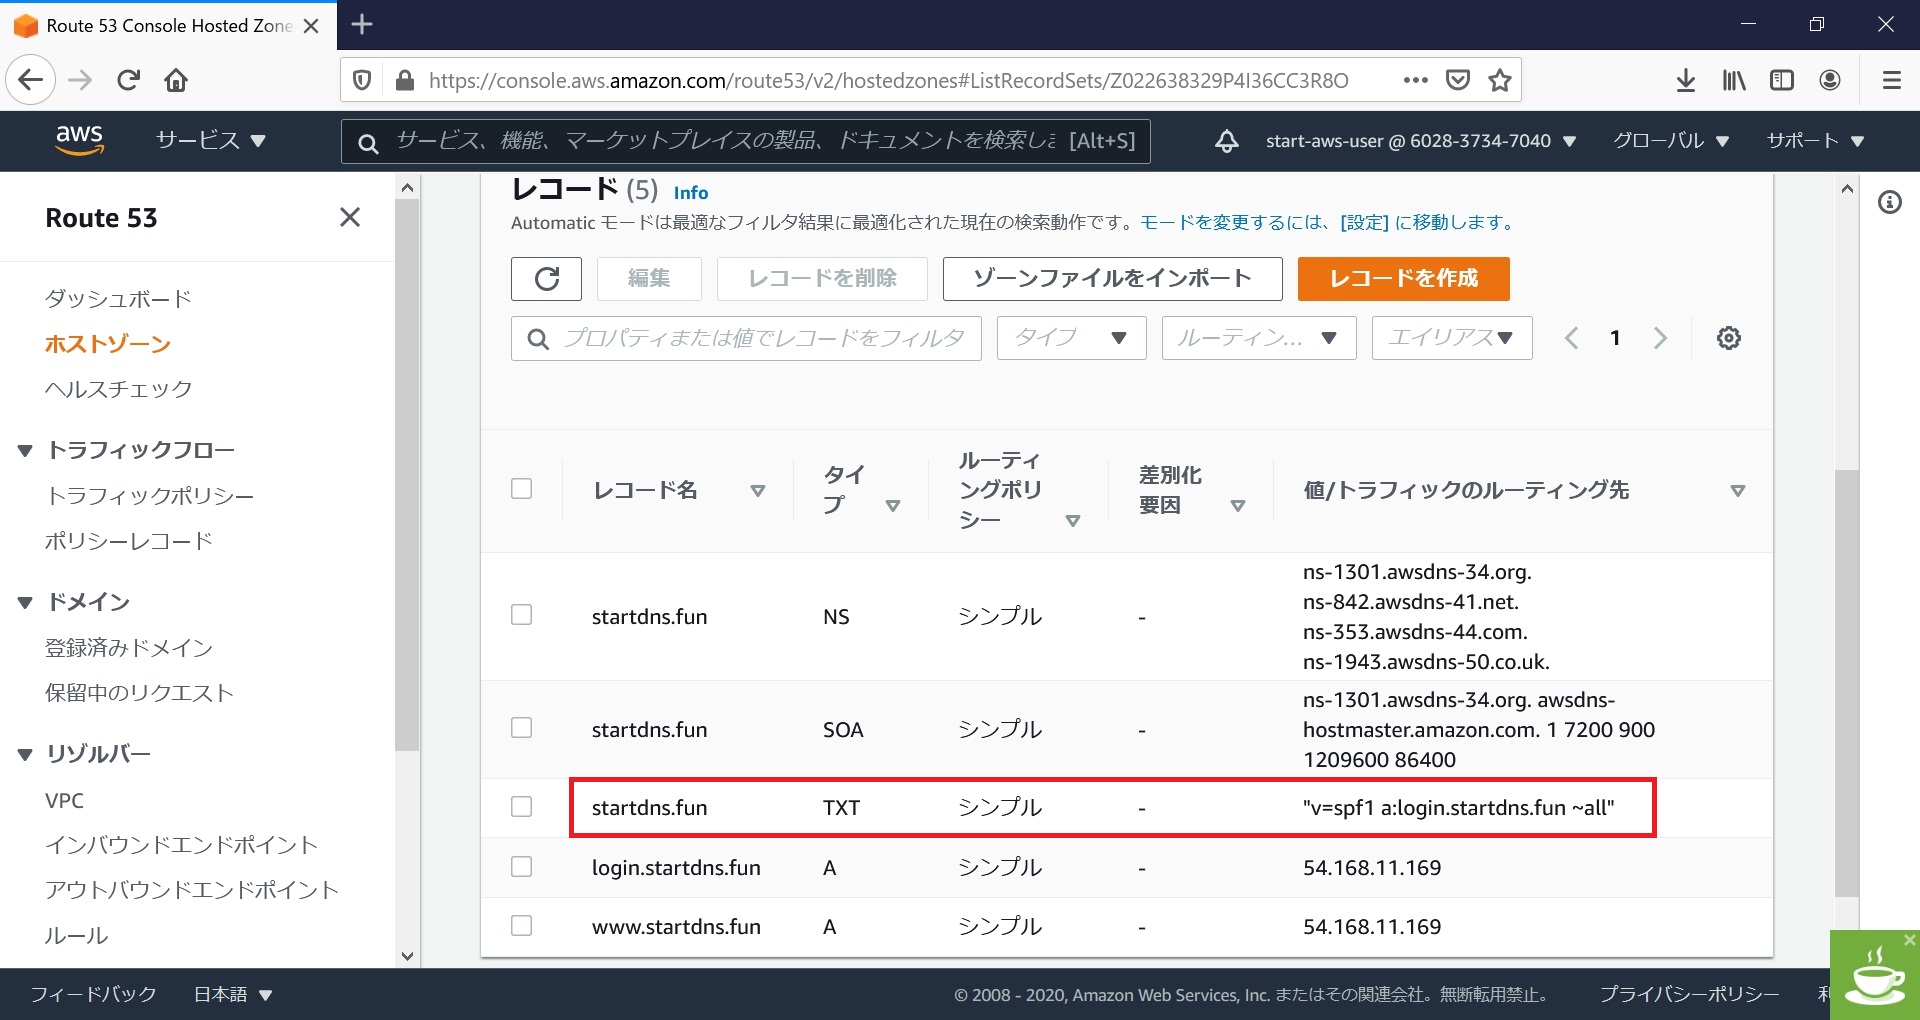 Route 53 Console Hosted Zone
https://console.aws.amazon.com/route53/v2/hostedzones#ListRecordSets/Z022638329P4I36CC3R8O
aws
サービス
サービス、機能、マーケットプレイスの製品、ドキュメントを検索しま [Alt+S]
start-aws-user @ 6028-3734-7040
グローバル
サポート
Route 53
ダッシュボード
ホストゾーン
ヘルスチェック
トラフィックフロー
トラフィックポリシー
ポリシーレコード
ドメイン
登録済みドメイン
保留中のリクエスト
リゾルバー
VPC
インバウンドエンドポイント
アウトバウンドエンドポイント
ルール
レコード (5) Info
Automatic モードは最適なフィルタ結果に最適化された現在の検索動作です。モードを変更するには、[設定] に移動します。
編集
レコードを削除
ゾーンファイルをインポート
レコードを作成
プロパティまたは値でレコードをフィルタ
タイプ
ルーティン...
エイリアス
1
レコード名
タイ
プ
ルーティ
ングポリ
シー
差別化
要因
値/トラフィックのルーティング先
startdns.fun NS シンプル -
ns-1301.awsdns-34.org.
ns-842.awsdns-41.net.
ns-353.awsdns-44.com.
ns-1943.awsdns-50.co.uk.
startdns.fun SOA シンプル -
ns-1301.awsdns-34.org. awsdns-
hostmaster.amazon.com. 1 7200 900
1209600 86400
startdns.fun TXT シンプル - "v=spf1 a:login.startdns.fun ~all"
login.startdns.fun A シンプル - 54.168.11.169
www.startdns.fun A シンプル - 54.168.11.169
フィードバック
日本語
© 2008 - 2020, Amazon Web Services, Inc. またはその関連会社。無断転用禁止。
プライバシーポリシー
利